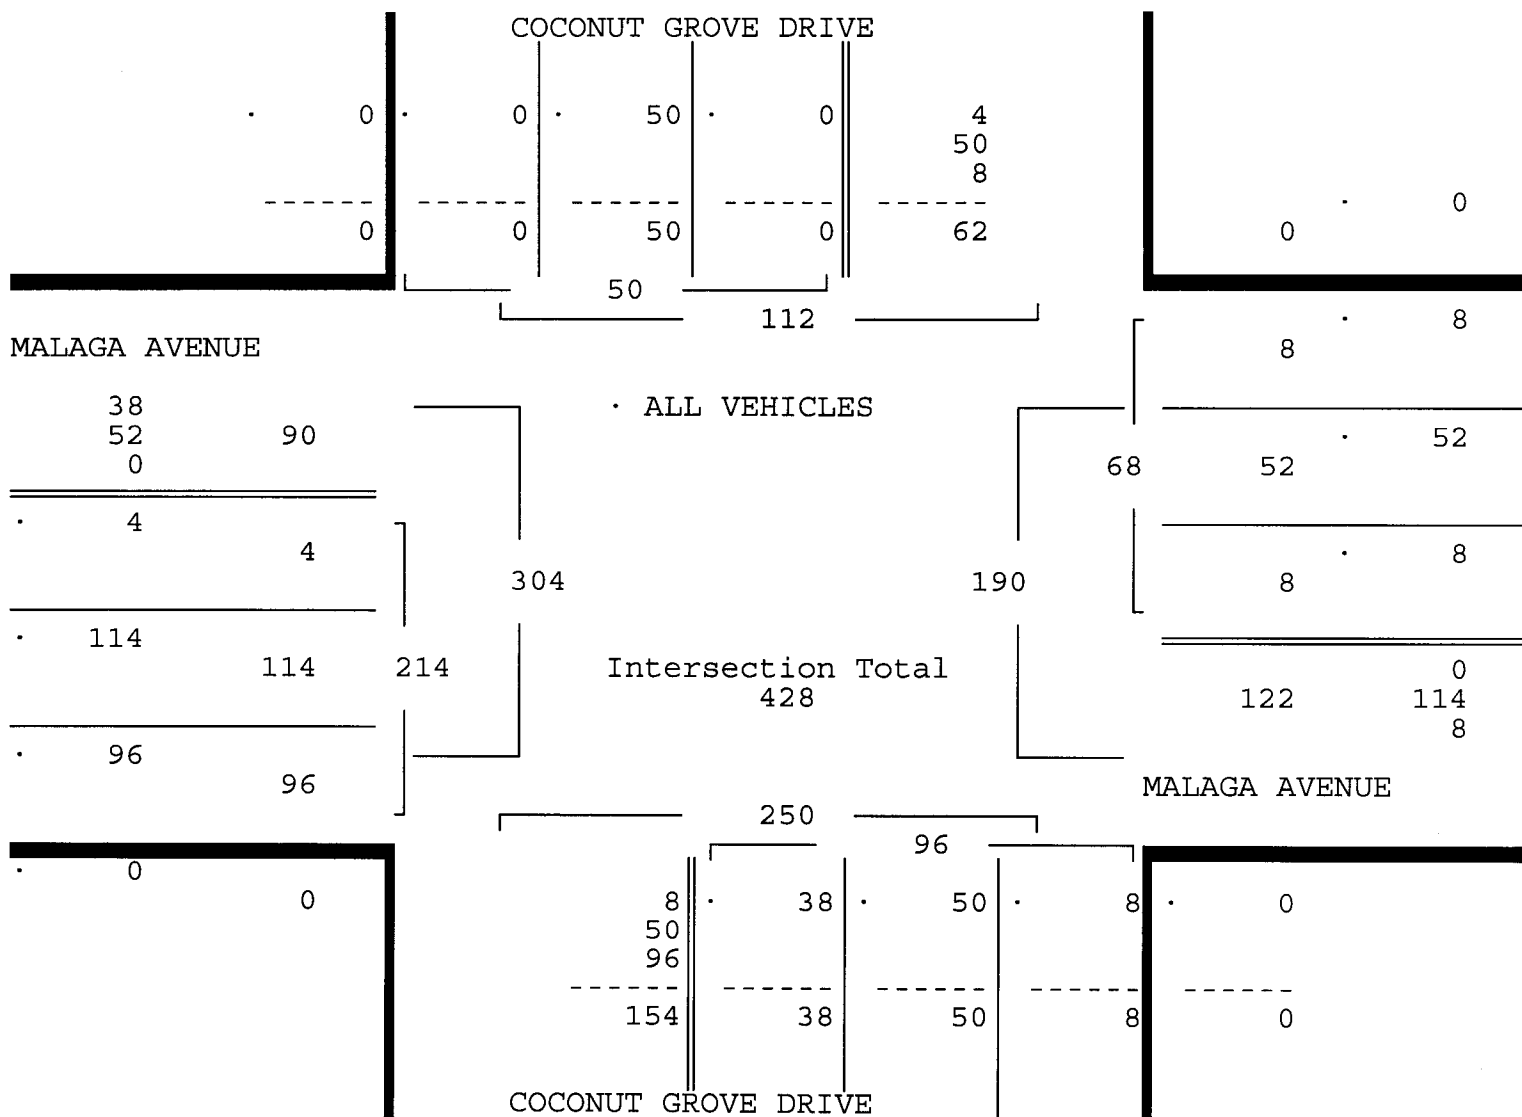 COCONUT GROVE DRIVE
· 0 · 0 · 50 · 0 4
50
8
------ ------ ------ ------ ------ · 0
0 0 50 0 62 0
50
112 · 8
MALAGA AVENUE 8
38 · ALL VEHICLES
52 90 · 52
0 68 52
· 4
4 · 8
304 190 8
· 114
114 214 Intersection Total 0
428 122 114
8
· 96
96 MALAGA AVENUE
250
96
· 0
0 8 · 38 · 50 · 8 · 0
50
96
------ ------ ------ ------ ------
154 38 50 8 0
COCONUT GROVE DRIVE